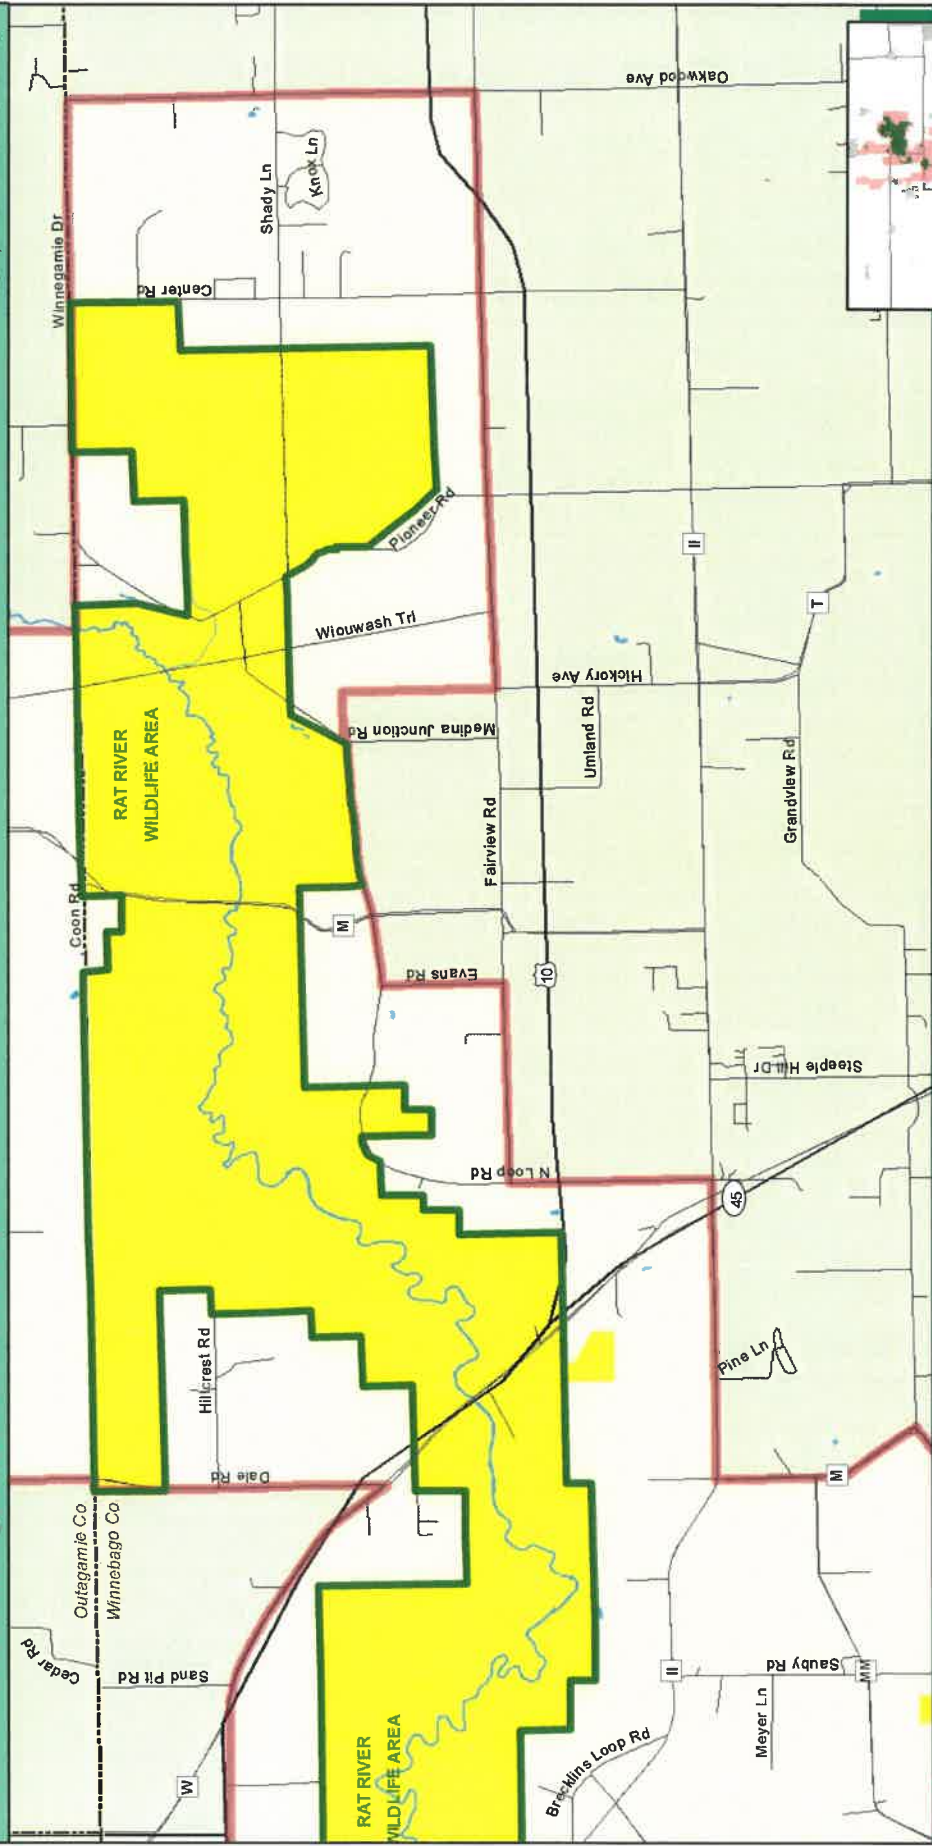 Winnegamie Dr
Oakwood Ave
Shady Ln
Knox Ln
Center Rd
Pioneer Rd
Wiouwash Trl
II
T
Hickory Ave
Medina Junction Rd
Umland Rd
Grandview Rd
RAT RIVER
WILDLIFE AREA
Fairview Rd
Coon Rd
M
Evans Rd
10
Steeple Hill Dr
N Loop Rd
45
Hillcrest Rd
Pine Ln
Dale Rd
M
Outagamie Co
Winnebago Co
Cedar Rd
Sand Pit Rd
II
Sauby Rd
MM
Meyer Ln
Brecklins Loop Rd
W
RAT RIVER
WILDLIFE AREA